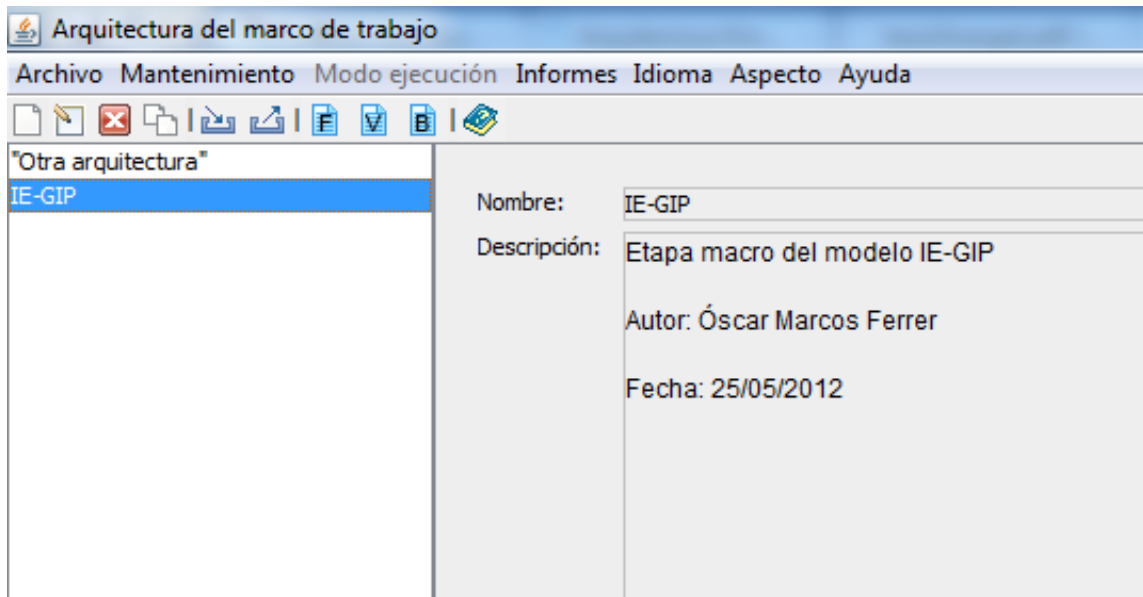 Arquitectura del marco de trabajo
Archivo Mantenimiento Modo ejecución Informes Idioma Aspecto Ayuda
F V B
"Otra arquitectura"
IE-GIP
Nombre: IE-GIP
Descripción: Etapa macro del modelo IE-GIP
Autor: Óscar Marcos Ferrer
Fecha: 25/05/2012